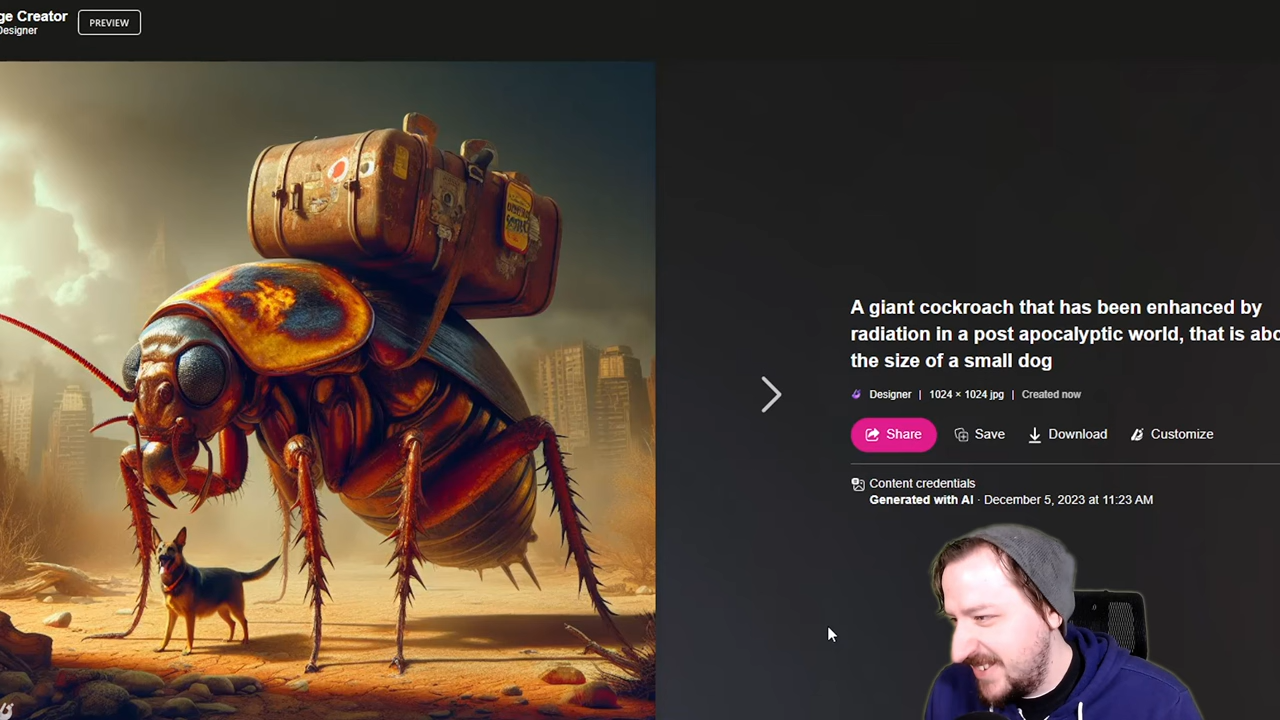 ge Creator
Designer
PREVIEW
A giant cockroach that has been enhanced by
radiation in a post apocalyptic world, that is abo
the size of a small dog
Designer | 1024 × 1024 jpg | Created now
Share Save Download Customize
Content credentials
Generated with AI · December 5, 2023 at 11:23 AM